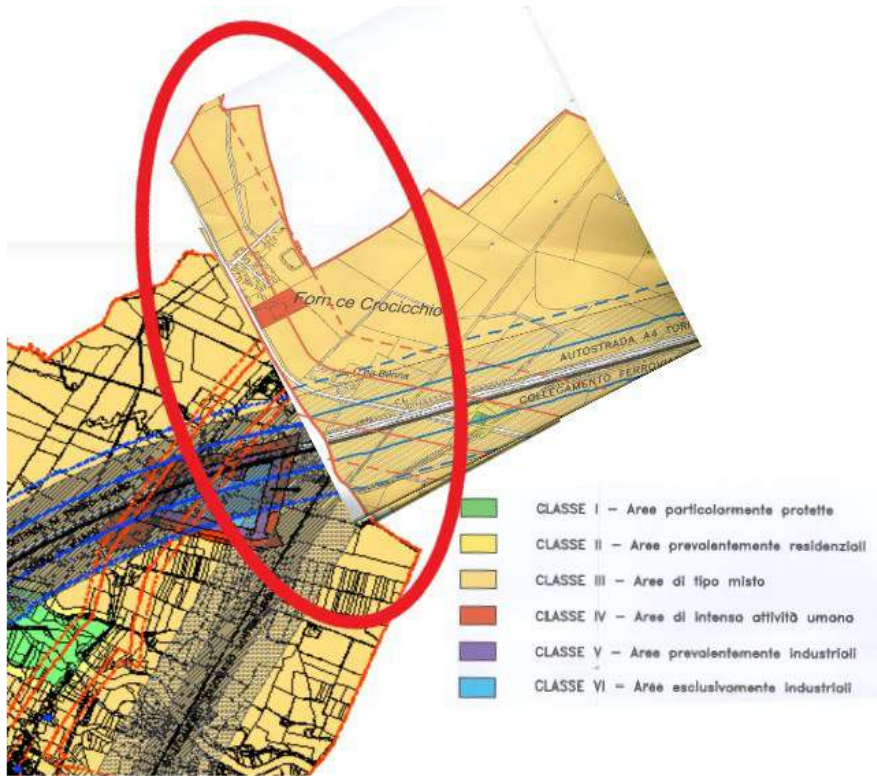 Forn.ce Crocicchio
AUTOSTRADA A4 TORI
COLLEGAMENTO FERROVIA
CLASSE I – Aree particolarmente protette
CLASSE II – Aree prevalentemente residenziali
CLASSE III – Aree di tipo misto
CLASSE IV – Aree di intensa attività umana
CLASSE V – Aree prevalentemente industriali
CLASSE VI – Aree esclusivamente industriali